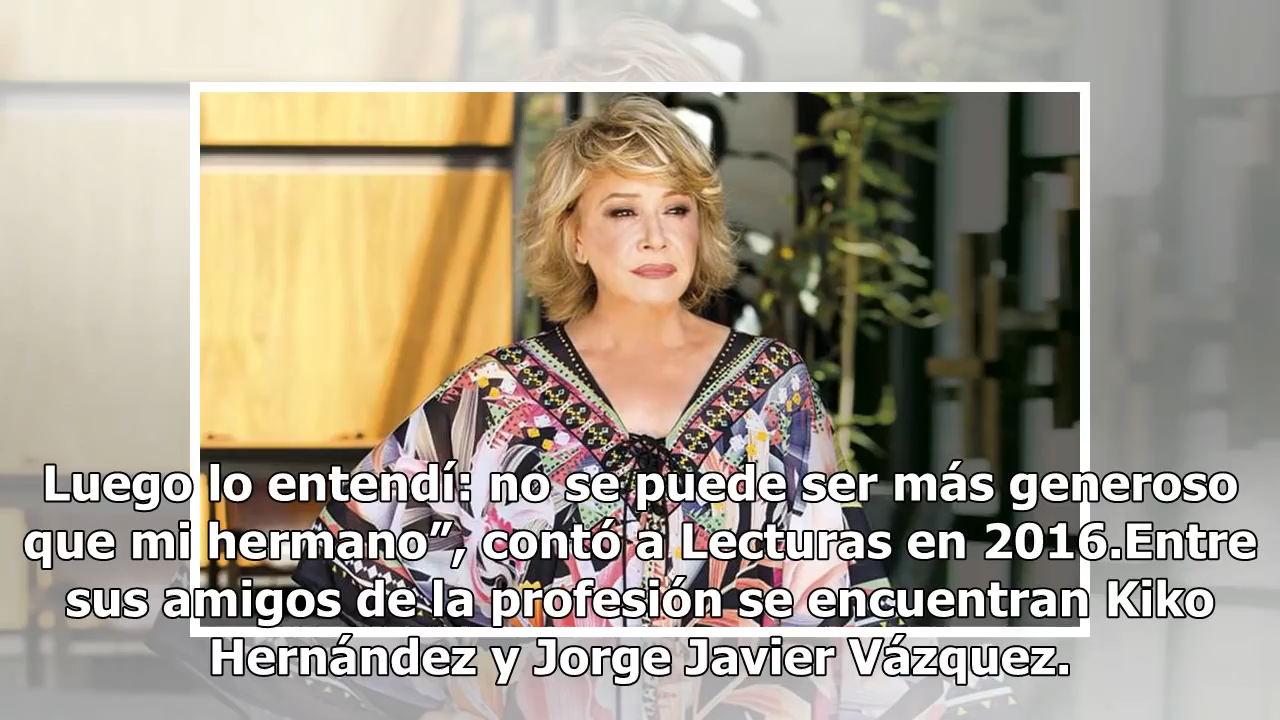 Luego lo entendí: no se puede ser más generoso
que mi hermano”, contó a Lecturas en 2016.Entre
sus amigos de la profesión se encuentran Kiko
Hernández y Jorge Javier Vázquez.